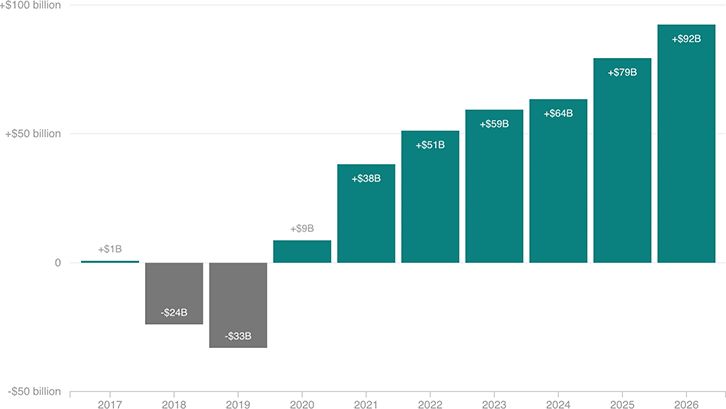 +$100 billion
+$50 billion
0
-$50 billion
+$1B
-$24B
-$33B
+$9B
+$38B
+$51B
+$59B
+$64B
+$79B
+$92B
2017 2018 2019 2020 2021 2022 2023 2024 2025 2026